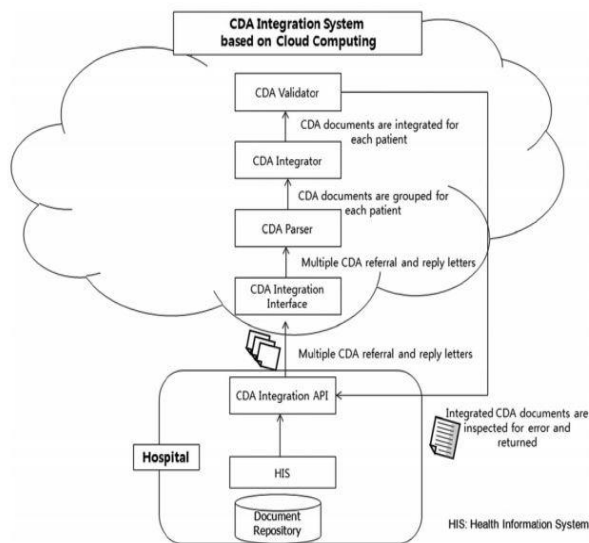 CDA Integration System
based on Cloud Computing
CDA Validator
CDA documents are integrated for
each patient
CDA Integrator
CDA documents are grouped for
each patient
CDA Parser
Multiple CDA referral and reply letters
CDA Integration
Interface
Multiple CDA referral and reply letters
CDA Integration API
Integrated CDA documents are
inspected for error and
returned
Hospital
HIS
Document
Repository
HIS: Health Information System